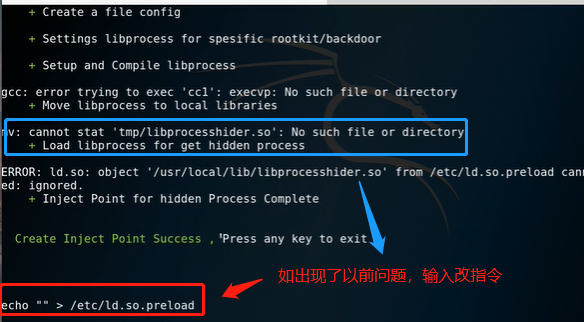 + Create a file config
+ Settings libprocess for spesific rootkit/backdoor
+ Setup and Compile libprocess
gcc: error trying to exec 'cc1': execvp: No such file or directory
+ Move libprocess to local libraries
mv: cannot stat 'tmp/libprocesshider.so': No such file or directory
+ Load libprocess for get hidden process
ERROR: ld.so: object '/usr/local/lib/libprocesshider.so' from /etc/ld.so.preload cann
ed: ignored.
+ Inject Point for hidden Process Complete
Create Inject Point Success , Press any key to exit
如出现了以前问题，输入改指令
echo "" > /etc/ld.so.preload